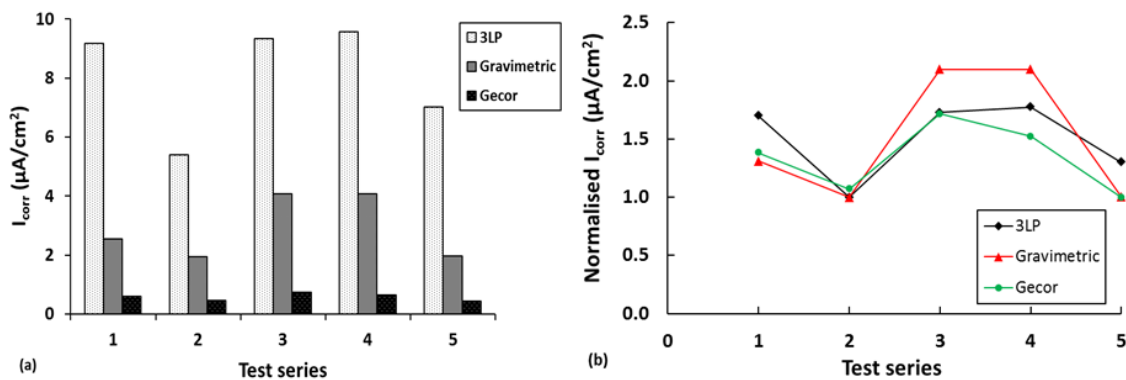 10
8
6
4
2
0
I_corr (µA/cm²)
3LP
Gravimetric
Gecor
1 2 3 4 5
Test series
(a)
2.5
2.0
1.5
1.0
0.5
0.0
Normalised I_corr (µA/cm²)
3LP
Gravimetric
Gecor
0 1 2 3 4 5
Test series
(b)